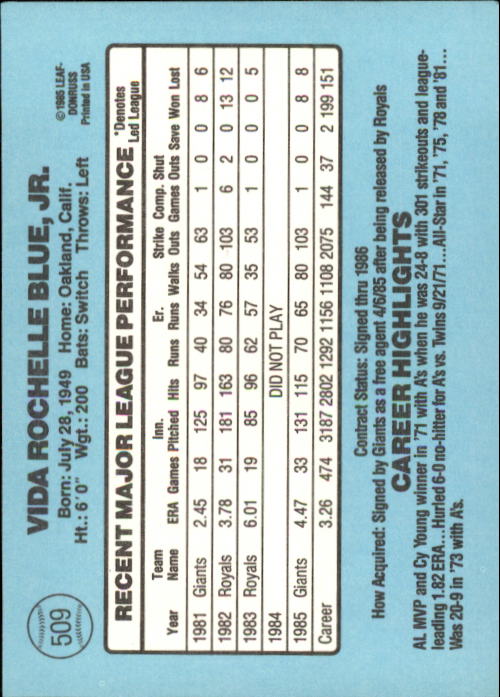 509
VIDA ROCHELLE BLUE, JR.
Born: July 28, 1949 Home: Oakland, Calif.
Ht.: 6'0" Wgt.: 200 Bats: Switch Throws: Left
©1985 LEAF-
DONRUSS
Printed in USA
RECENT MAJOR LEAGUE PERFORMANCE *Denotes Led League
Year Team Name ERA Games Inn. Pitched Hits Runs Er. Runs Walks Strike Outs Comp. Games Shut Outs Save Won Lost
1981 Giants 2.45 18 125 97 40 34 54 63 1 0 0 8 6
1982 Royals 3.78 31 181 163 80 76 80 103 6 2 0 13 12
1983 Royals 6.01 19 85 96 62 57 35 53 1 0 0 0 5
1984 DID NOT PLAY
1985 Giants 4.47 33 131 115 70 65 80 103 1 0 0 8 8
Career 3.26 474 3187 2802 1292 1156 1108 2075 144 37 2 199 151
Contract Status: Signed thru 1986
How Acquired: Signed by Giants as a free agent 4/6/85 after being released by Royals
CAREER HIGHLIGHTS
AL MVP and Cy Young winner in '71 with A's when he was 24-8 with 301 strikeouts and league-
leading 1.82 ERA... Hurled 6-0 no-hitter for A's vs. Twins 9/21/71... All-Star in '71, '75, '78 and '81...
Was 20-9 in '73 with A's.